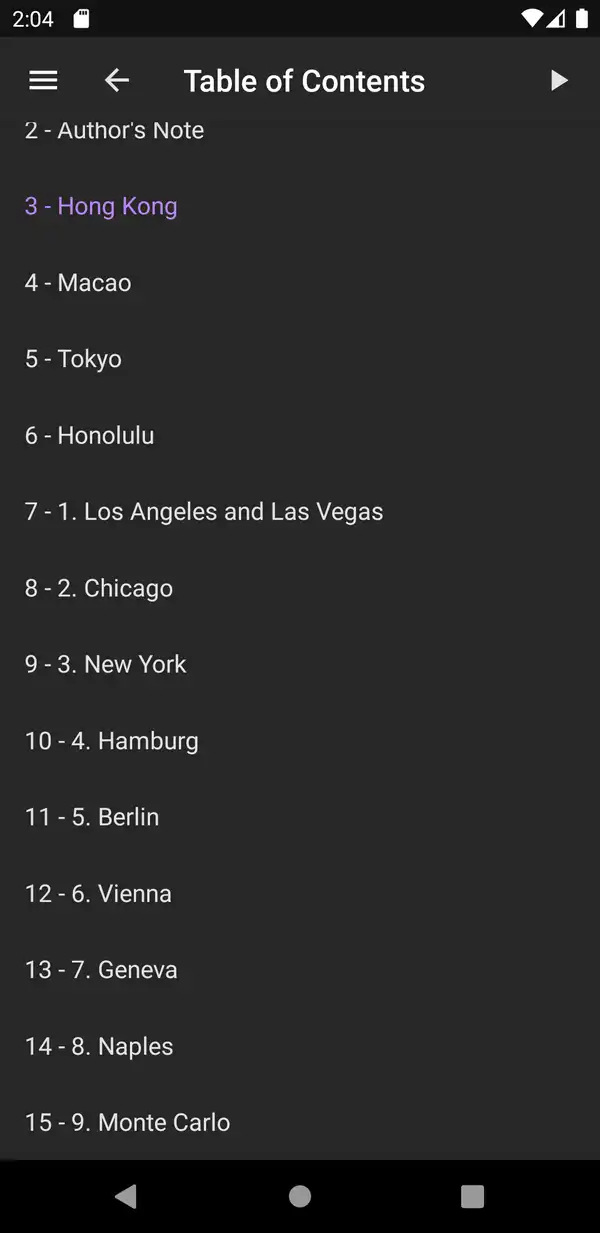 2:04
Table of Contents
2 - Author's Note
3 - Hong Kong
4 - Macao
5 - Tokyo
6 - Honolulu
7 - 1. Los Angeles and Las Vegas
8 - 2. Chicago
9 - 3. New York
10 - 4. Hamburg
11 - 5. Berlin
12 - 6. Vienna
13 - 7. Geneva
14 - 8. Naples
15 - 9. Monte Carlo